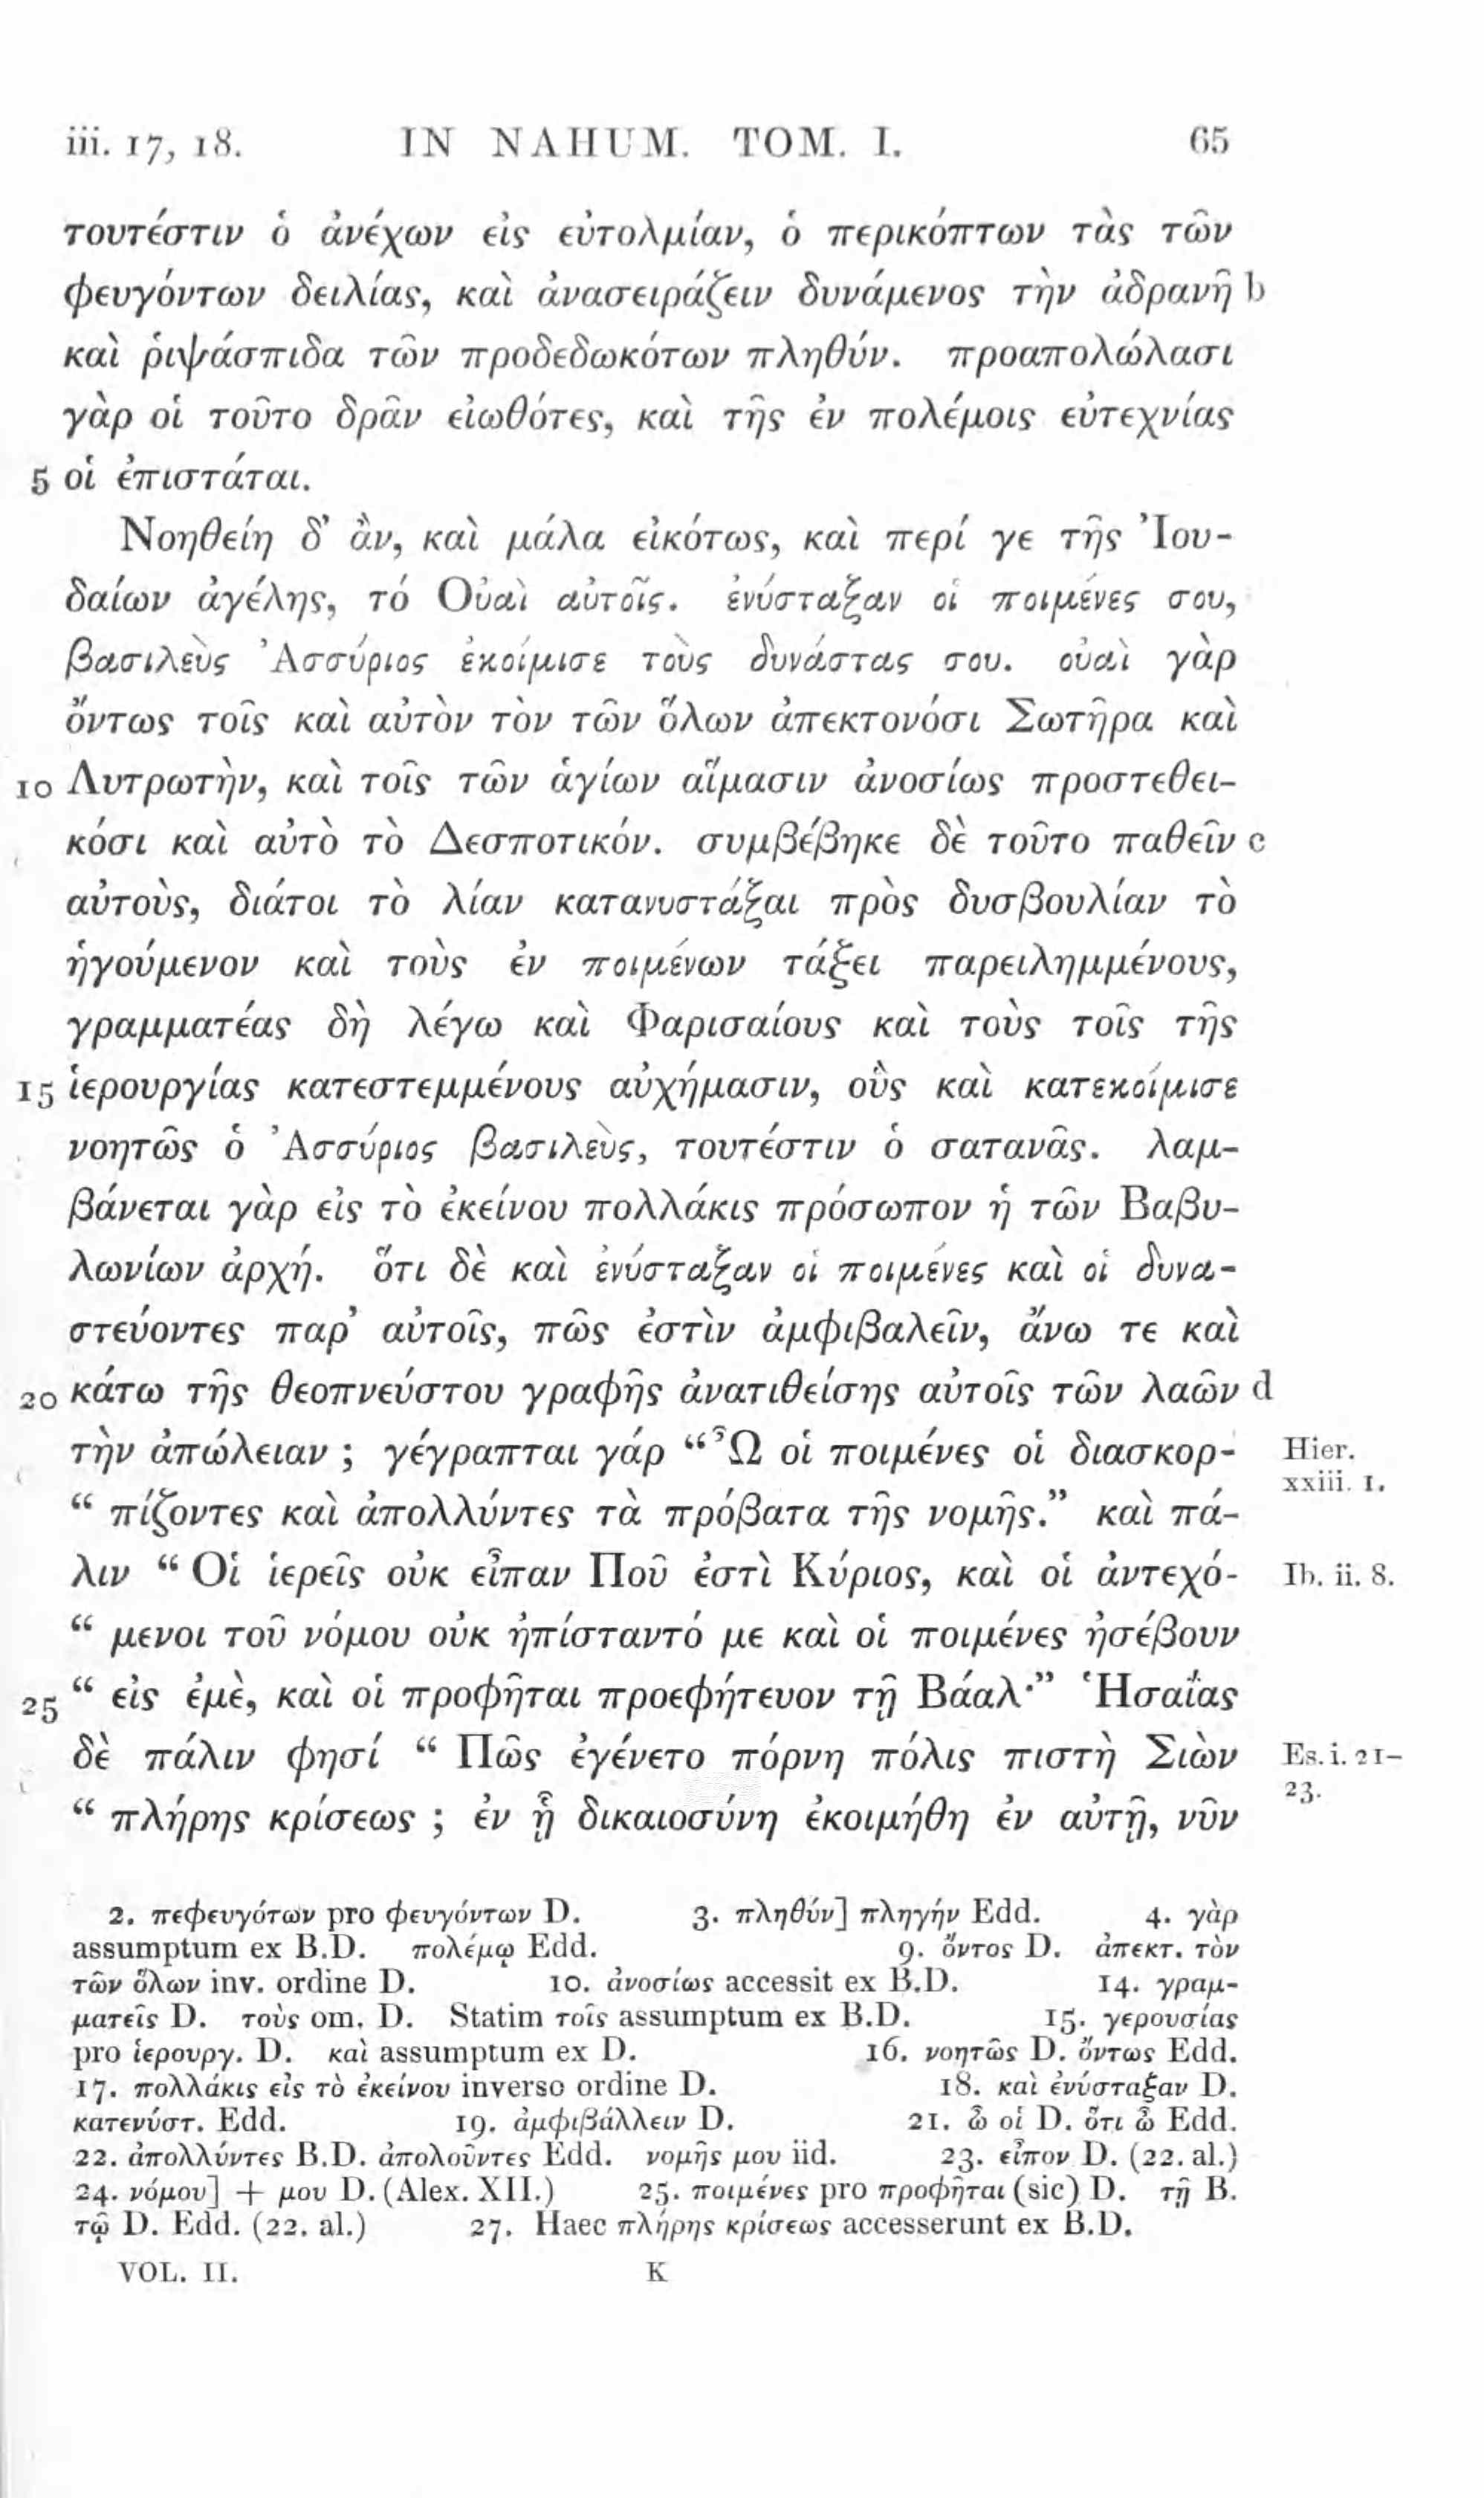 iii. 17, 18. IN NAHUM. TOM. I. 65
τουτέστιν ὁ ἀνέχων εἰς εὐτολμίαν, ὁ περικόπτων τὰς τῶν
φευγόντων δειλίας, καὶ ἀνασειράζειν δυνάμενος τὴν ἀδρανῆ b
καὶ ῥιψάσπιδα τῶν προδεδωκότων πληθύν. προαπολώλασι
γὰρ οἱ τοῦτο δρᾶν εἰωθότες, καὶ τῆς ἐν πολέμοις εὐτεχνίας
5 οἱ ἐπιστάται.
Νοηθείη δ’ ἂν, καὶ μάλα εἰκότως, καὶ περί γε τῆς Ἰου-
δαίων ἀγέλης, τό Οὐαὶ αὐτοῖς. ἐνύσταξαν οἱ ποιμένες σου,
βασιλεὺς Ἀσσύριος ἐκοίμισε τοὺς δυνάστας σου. οὐαὶ γὰρ
ὄντως τοῖς καὶ αὐτὸν τὸν τῶν ὅλων ἀπεκτονόσι Σωτῆρα καὶ
10 Λυτρωτὴν, καὶ τοῖς τῶν ἁγίων αἵμασιν ἀνοσίως προστεθει-
κόσι καὶ αὐτὸ τὸ Δεσποτικόν. συμβέβηκε δὲ τοῦτο παθεῖν c
αὐτοὺς, διάτοι τὸ λίαν κατανυστάξαι πρὸς δυσβουλίαν τὸ
ἡγούμενον καὶ τοὺς ἐν ποιμένων τάξει παρειλημμένους,
γραμματέας δὴ λέγω καὶ Φαρισαίους καὶ τοὺς τοῖς τῆς
15 ἱερουργίας κατεστεμμένους αὐχήμασιν, οὓς καὶ κατεκοίμισε
νοητῶς ὁ Ἀσσύριος βασιλεὺς, τουτέστιν ὁ σατανᾶς. λαμ-
βάνεται γὰρ εἰς τὸ ἐκείνου πολλάκις πρόσωπον ἡ τῶν Βαβυ-
λωνίων ἀρχή. ὅτι δὲ καὶ ἐνύσταξαν οἱ ποιμένες καὶ οἱ δυνα-
στεύοντες παρ’ αὐτοῖς, πῶς ἐστὶν ἀμφιβαλεῖν, ἄνω τε καὶ
20 κάτω τῆς θεοπνεύστου γραφῆς ἀνατιθείσης αὐτοῖς τῶν λαῶν d
τὴν ἀπώλειαν ; γέγραπται γάρ “Ὦ οἱ ποιμένες οἱ διασκορ- Hier.
xxiii. 1.
“ πίζοντες καὶ ἀπολλύντες τὰ πρόβατα τῆς νομῆς.” καὶ πά-
λιν “ Οἱ ἱερεῖς οὐκ εἶπαν Ποῦ ἐστὶ Κύριος, καὶ οἱ ἀντεχό- Ib. ii. 8.
“ μενοι τοῦ νόμου οὐκ ἠπίσταντό με καὶ οἱ ποιμένες ἠσέβουν
25 “ εἰς ἐμὲ, καὶ οἱ προφῆται προεφήτευον τῇ Βάαλ·” Ἡσαΐας
δὲ πάλιν φησί “ Πῶς ἐγένετο πόρνη πόλις πιστὴ Σιὼν Es. i. 21-
23.
“ πλήρης κρίσεως ; ἐν ᾗ δικαιοσύνη ἐκοιμήθη ἐν αὐτῇ, νῦν
2. πεφευγότων pro φευγόντων D. 3. πληθύν] πληγήν Edd. 4. γὰρ
assumptum ex B.D. πολέμῳ Edd. 9. ὄντος D. ἀπεκτ. τὸν
τῶν ὅλων inv. ordine D. 10. ἀνοσίως accessit ex B.D. 14. γραμ-
ματεῖς D. τοὺς om. D. Statim τοῖς assumptum ex B.D. 15. γερουσίας
pro ἱερουργ. D. καὶ assumptum ex D. 16. νοητῶς D. ὄντως Edd.
17. πολλάκις εἰς τὸ ἐκείνου inverso ordine D. 18. καὶ ἐνύσταξαν D.
κατενύστ. Edd. 19. ἀμφιβάλλειν D. 21. ὦ οἱ D. ὅτι ὦ Edd.
22. ἀπολλύντες B.D. ἀπολοῦντες Edd. νομῆς μου iid. 23. εἶπον D. (22. al.)
24. νόμου] + μου D. (Alex. XII.) 25. ποιμένες pro προφῆται (sic) D. τῇ B.
τῷ D. Edd. (22. al.) 27. Haec πλήρης κρίσεως accesserunt ex B.D.
VOL. II. K